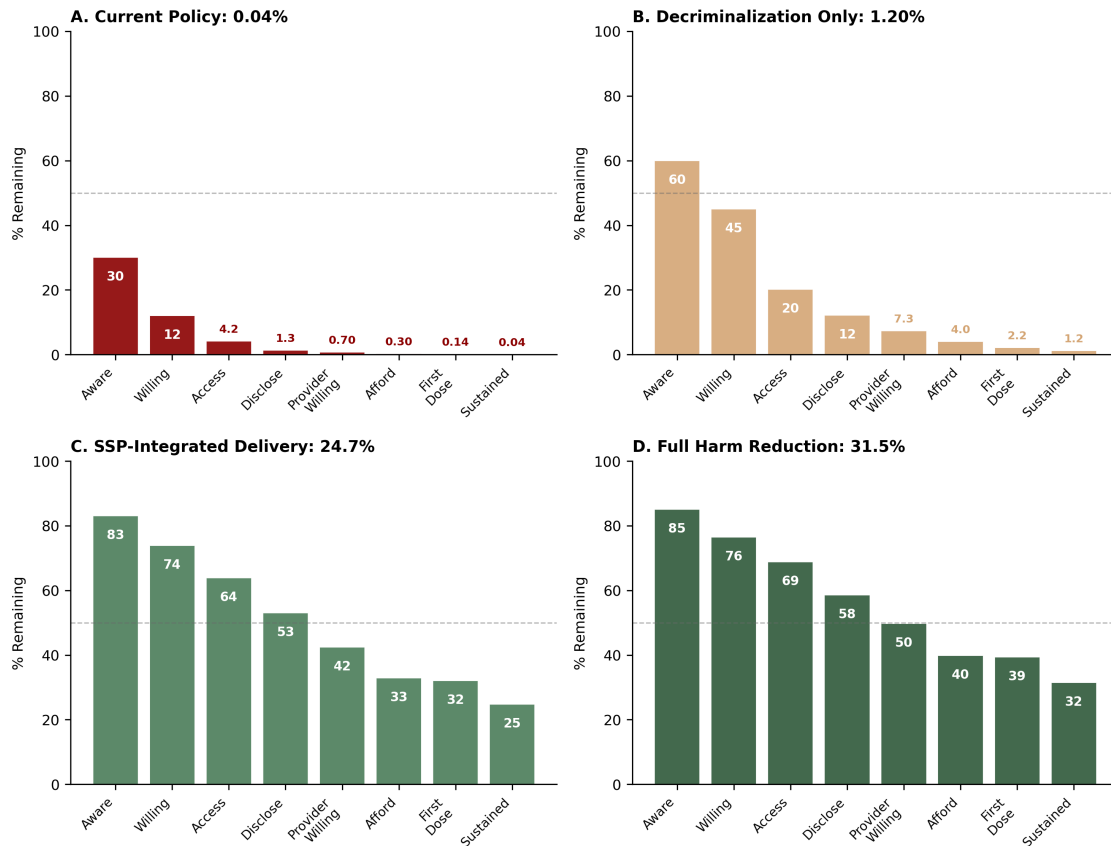 A. Current Policy: 0.04%
% Remaining
100
80
60
40
20
0
30
12
4.2
1.3
0.70
0.30
0.14
0.04
Aware
Willing
Access
Disclose
Provider
Willing
Afford
First
Dose
Sustained
B. Decriminalization Only: 1.20%
% Remaining
100
80
60
40
20
0
60
45
20
12
7.3
4.0
2.2
1.2
Aware
Willing
Access
Disclose
Provider
Willing
Afford
First
Dose
Sustained
C. SSP-Integrated Delivery: 24.7%
% Remaining
100
80
60
40
20
0
83
74
64
53
42
33
32
25
Aware
Willing
Access
Disclose
Provider
Willing
Afford
First
Dose
Sustained
D. Full Harm Reduction: 31.5%
% Remaining
100
80
60
40
20
0
85
76
69
58
50
40
39
32
Aware
Willing
Access
Disclose
Provider
Willing
Afford
First
Dose
Sustained